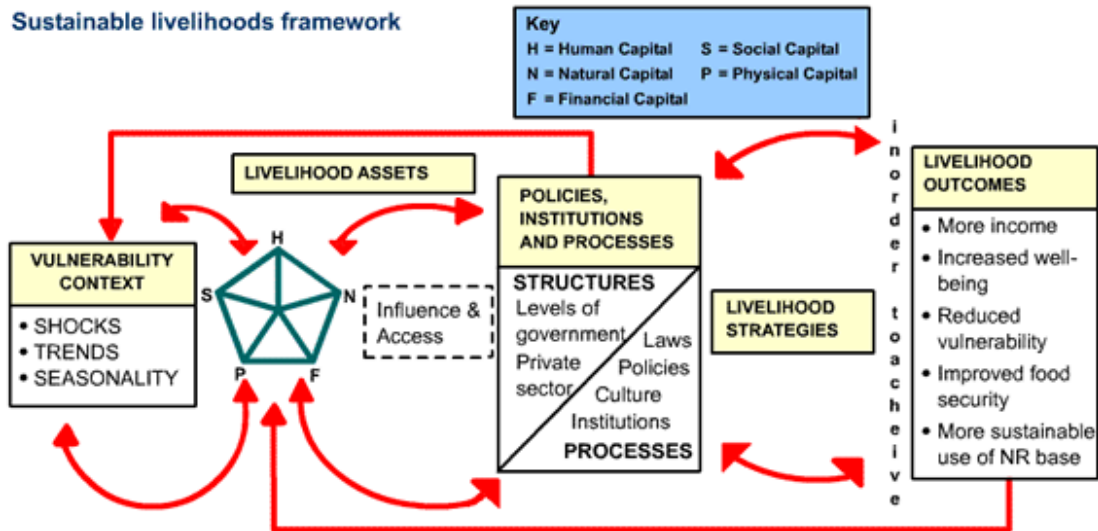 Sustainable livelihoods framework
Key
H = Human Capital S = Social Capital
N = Natural Capital P = Physical Capital
F = Financial Capital
LIVELIHOOD ASSETS
VULNERABILITY
CONTEXT
• SHOCKS
• TRENDS
• SEASONALITY
H
S
N
P
F
Influence &
Access
POLICIES,
INSTITUTIONS
AND PROCESSES
STRUCTURES
Levels of
government
Private
sector
Laws
Policies
Culture
Institutions
PROCESSES
LIVELIHOOD
STRATEGIES
inorder toacheive
LIVELIHOOD
OUTCOMES
• More income
• Increased well-
being
• Reduced
vulnerability
• Improved food
security
• More sustainable
use of NR base